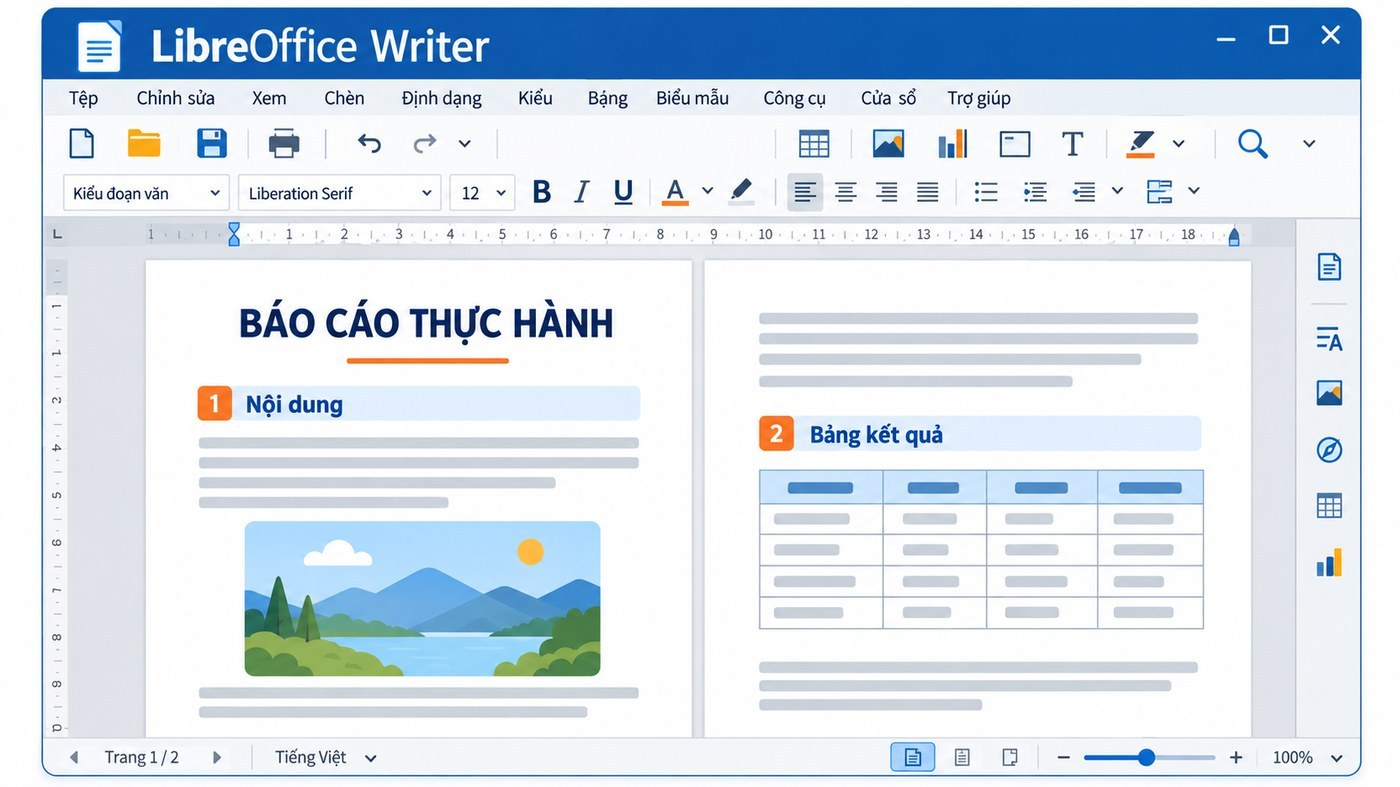 LibreOffice Writer
Tệp Chỉnh sửa Xem Chèn Định dạng Kiểu Bảng Biểu mẫu Công cụ Cửa sổ Trợ giúp
Kiểu đoạn văn Liberation Serif 12 B I U A
1 1 2 3 4 5 6 7 8 9 10 11 12 13 14 15 16 17 18
BÁO CÁO THỰC HÀNH
1 Nội dung
2 Bảng kết quả
Trang 1 / 2 Tiếng Việt 100%